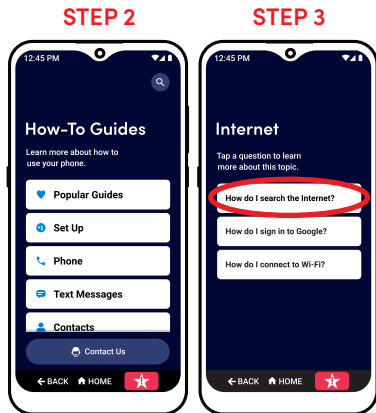 STEP 2
12:45 PM
How-To Guides
Learn more about how to
use your phone.
Popular Guides
Set Up
Phone
Text Messages
Contacts
Contact Us
BACK HOME
STEP 3
12:45 PM
Internet
Tap a question to learn
more about this topic.
How do I search the Internet?
How do I sign in to Google?
How do I connect to Wi-Fi?
BACK HOME